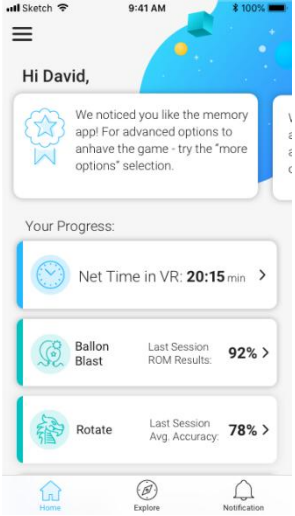 Sketch 9:41 AM 100%
Hi David,
We noticed you like the memory
app! For advanced options to
anhave the game - try the “more
options” selection.
Your Progress:
Net Time in VR: 20:15 min
Ballon
Blast
Last Session
ROM Results:
92%
Rotate
Last Session
Avg. Accuracy:
78%
Home
Explore
Notification